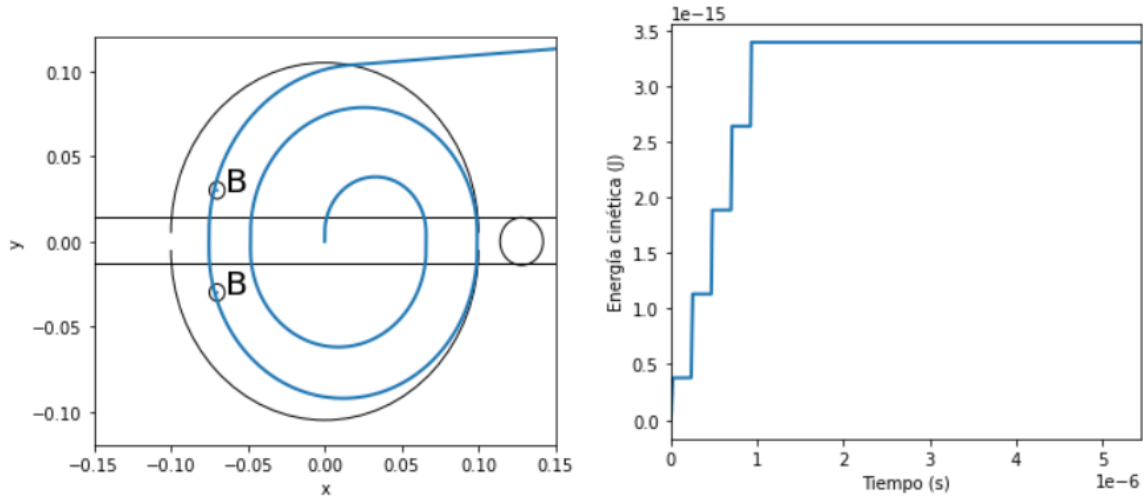 0.10
0.05
0.00
−0.05
−0.10
y
B
B
−0.15 −0.10 −0.05 0.00 0.05 0.10 0.15
x
1e−15
3.5
3.0
2.5
2.0
1.5
1.0
0.5
0.0
Energía cinética (J)
0 1 2 3 4 5
Tiempo (s)
1e−6